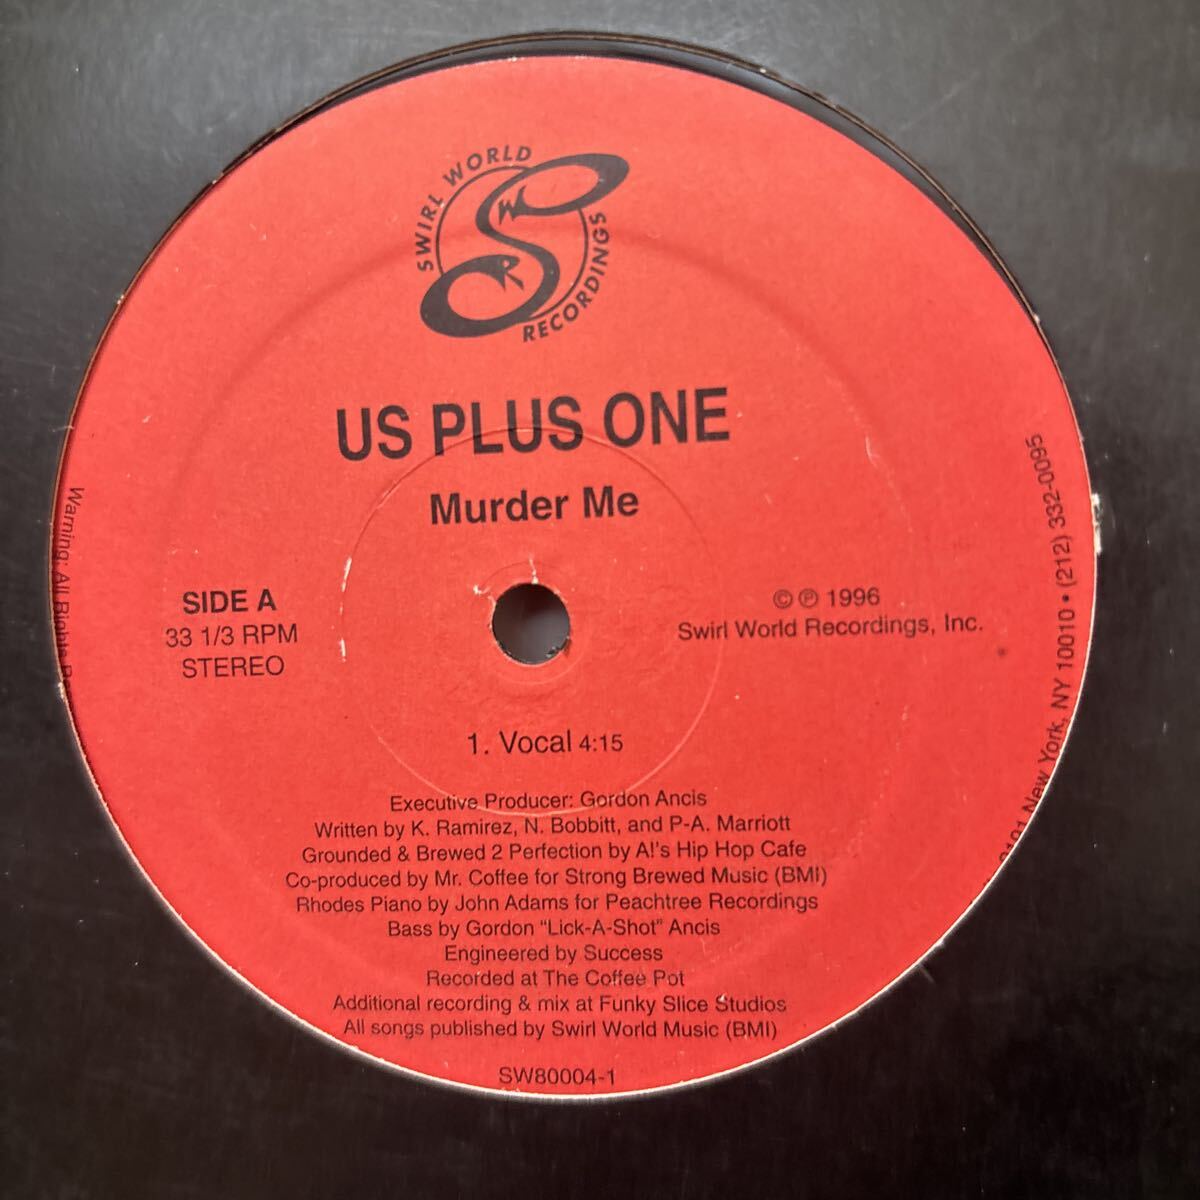 SWIRL WORLD
RECORDINGS
SWR
US PLUS ONE
Murder Me
SIDE A
33 1/3 RPM
STEREO
© ℗ 1996
Swirl World Recordings, Inc.
1. Vocal 4:15
Executive Producer: Gordon Ancis
Written by K. Ramirez, N. Bobbitt, and P-A. Marriott
Grounded & Brewed 2 Perfection by A!'s Hip Hop Cafe
Co-produced by Mr. Coffee for Strong Brewed Music (BMI)
Rhodes Piano by John Adams for Peachtree Recordings
Bass by Gordon "Lick-A-Shot" Ancis
Engineered by Success
Recorded at The Coffee Pot
Additional recording & mix at Funky Slice Studios
All songs published by Swirl World Music (BMI)
SW80004-1
Warning: All Rights
New York, NY 10010 • (212) 332-0095